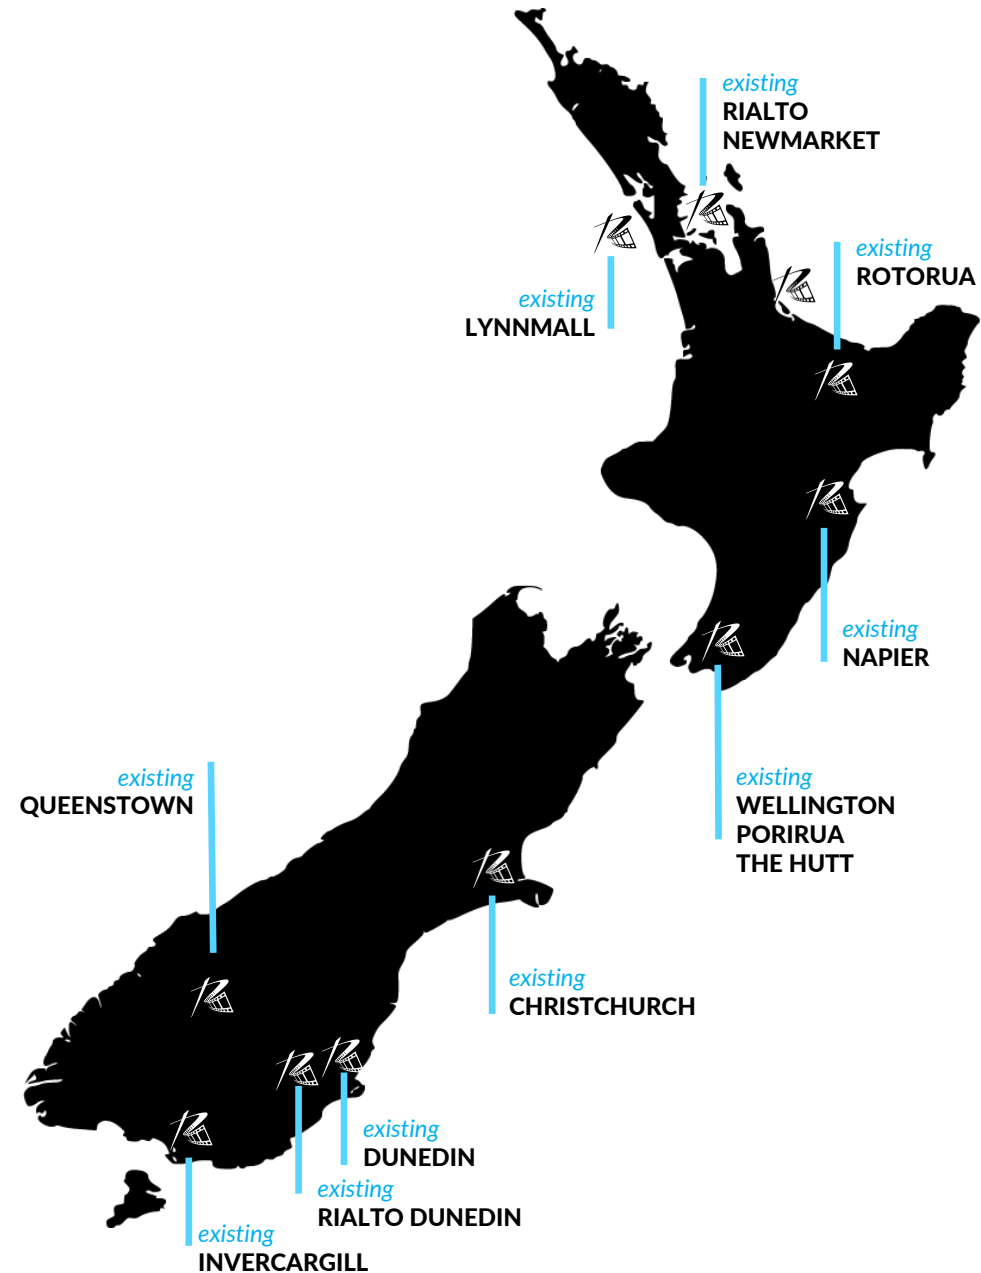 existing
RIALTO
NEWMARKET
existing
ROTORUA
existing
LYNNMALL
existing
NAPIER
existing
QUEENSTOWN
existing
WELLINGTON
PORIRUA
THE HUTT
existing
CHRISTCHURCH
existing
DUNEDIN
existing
RIALTO DUNEDIN
existing
INVERCARGILL